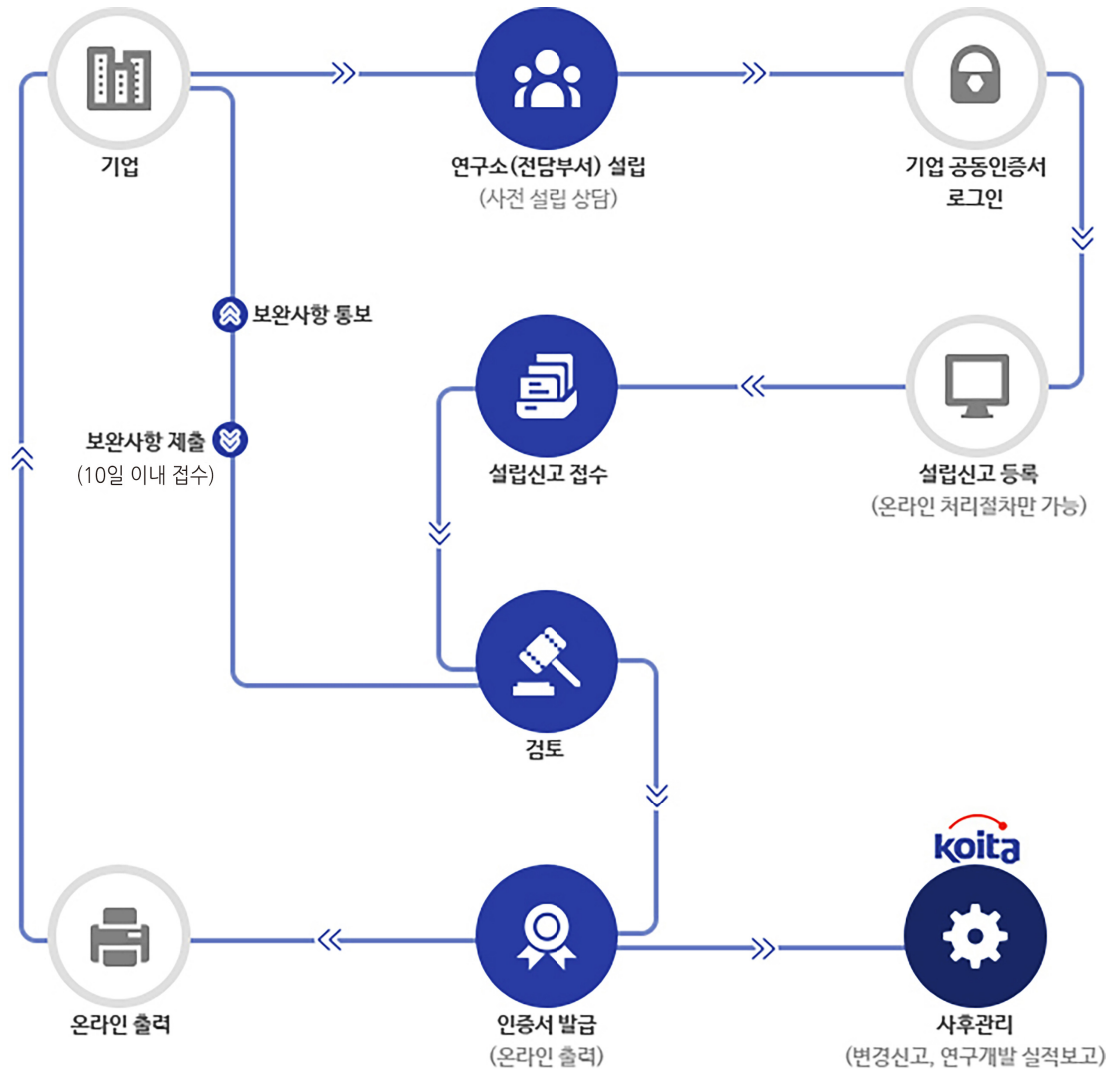 기업
연구소(전담부서) 설립
(사전 설립 상담)
기업 공동인증서
로그인
보완사항 통보
보완사항 제출
(10일 이내 접수)
설립신고 접수
설립신고 등록
(온라인 처리절차만 가능)
검토
koita
온라인 출력
인증서 발급
(온라인 출력)
사후관리
(변경신고, 연구개발 실적보고)